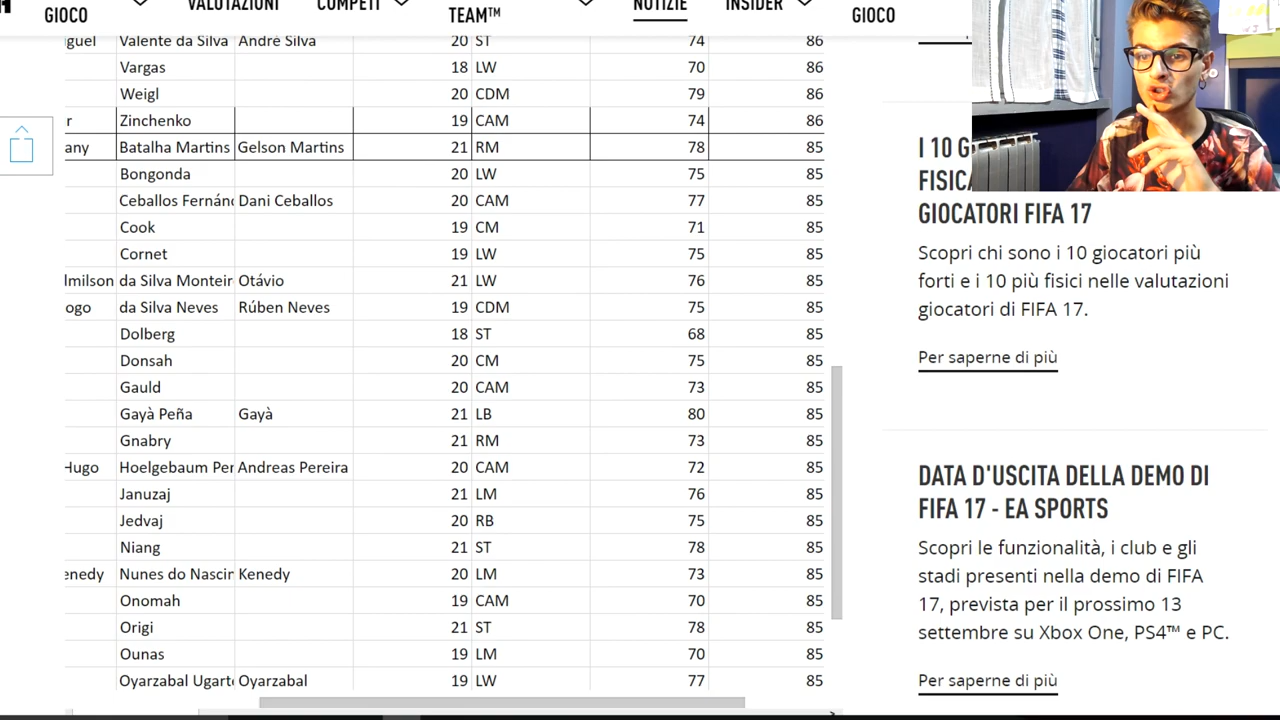 GIOCO
VALUTAZIONI
COMPETI
TEAM™
NOTIZIE
INSIDER
GIOCO
iguel Valente da Silva André Silva 20 ST 74 86
Vargas 18 LW 70 86
Weigl 20 CDM 79 86
r Zinchenko 19 CAM 74 86
any Batalha Martins Gelson Martins 21 RM 78 85
Bongonda 20 LW 75 85
Ceballos Fernánd Dani Ceballos 20 CAM 77 85
Cook 19 CM 71 85
Cornet 19 LW 75 85
lmilson da Silva Monteir Otávio 21 LW 76 85
ogo da Silva Neves Rúben Neves 19 CDM 75 85
Dolberg 18 ST 68 85
Donsah 20 CM 75 85
Gauld 20 CAM 73 85
Gayà Peña Gayà 21 LB 80 85
Gnabry 21 RM 73 85
Hugo Hoelgebaum Per Andreas Pereira 20 CAM 72 85
Januzaj 21 LM 76 85
Jedvaj 20 RB 75 85
Niang 21 ST 78 85
enedy Nunes do Nascin Kenedy 20 LM 73 85
Onomah 19 CAM 70 85
Origi 21 ST 78 85
Ounas 19 LM 70 85
Oyarzabal Ugarte Oyarzabal 19 LW 77 85
I 10 G
FISICA
GIOCATORI FIFA 17
Scopri chi sono i 10 giocatori più
forti e i 10 più fisici nelle valutazioni
giocatori di FIFA 17.
Per saperne di più
DATA D'USCITA DELLA DEMO DI
FIFA 17 - EA SPORTS
Scopri le funzionalità, i club e gli
stadi presenti nella demo di FIFA
17, prevista per il prossimo 13
settembre su Xbox One, PS4™ e PC.
Per saperne di più